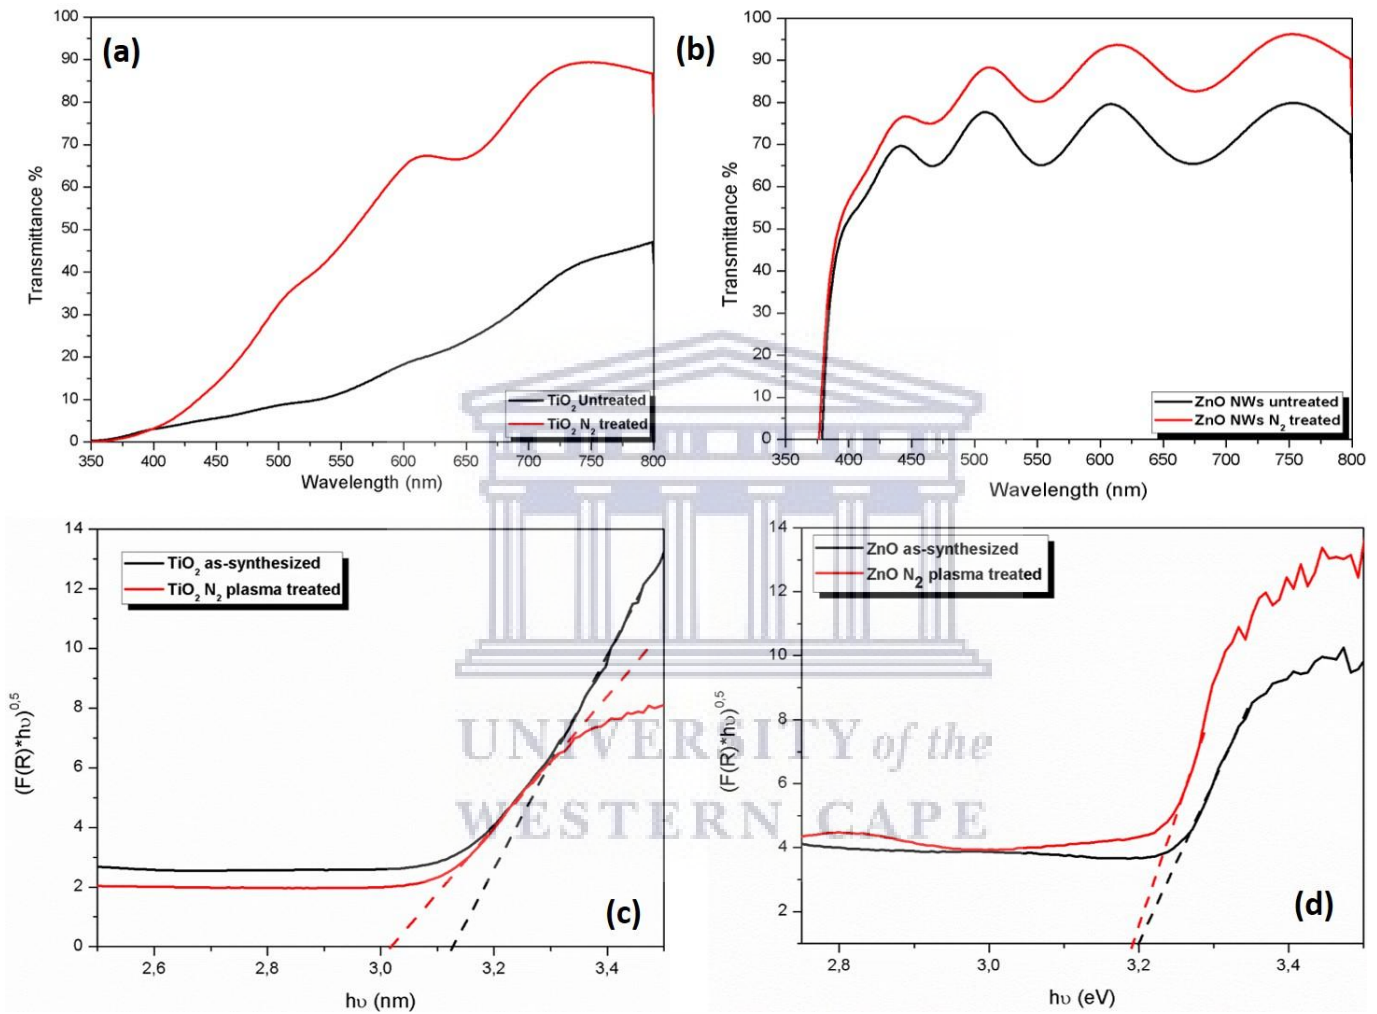 (a)
100
90
80
70
60
50
40
30
20
10
0
Transmittance %
TiO2 Untreated
TiO2 N2 treated
350 400 450 500 550 600 650 700 750 800
Wavelength (nm)
(b)
100
90
80
70
60
50
40
30
20
10
0
Transmittance %
ZnO NWs untreated
ZnO NWs N2 treated
350 400 450 500 550 600 650 700 750 800
Wavelength (nm)
14
12
10
8
6
4
2
0
(F(R)*hυ)0,5
TiO2 as-synthesized
TiO2 N2 plasma treated
(c)
2,6 2,8 3,0 3,2 3,4
hυ (nm)
14
12
10
8
6
4
2
(F(R)*hυ)0,5
ZnO as-synthesized
ZnO N2 plasma treated
(d)
2,8 3,0 3,2 3,4
hυ (eV)
UNIVERSITY of the
WESTERN CAPE